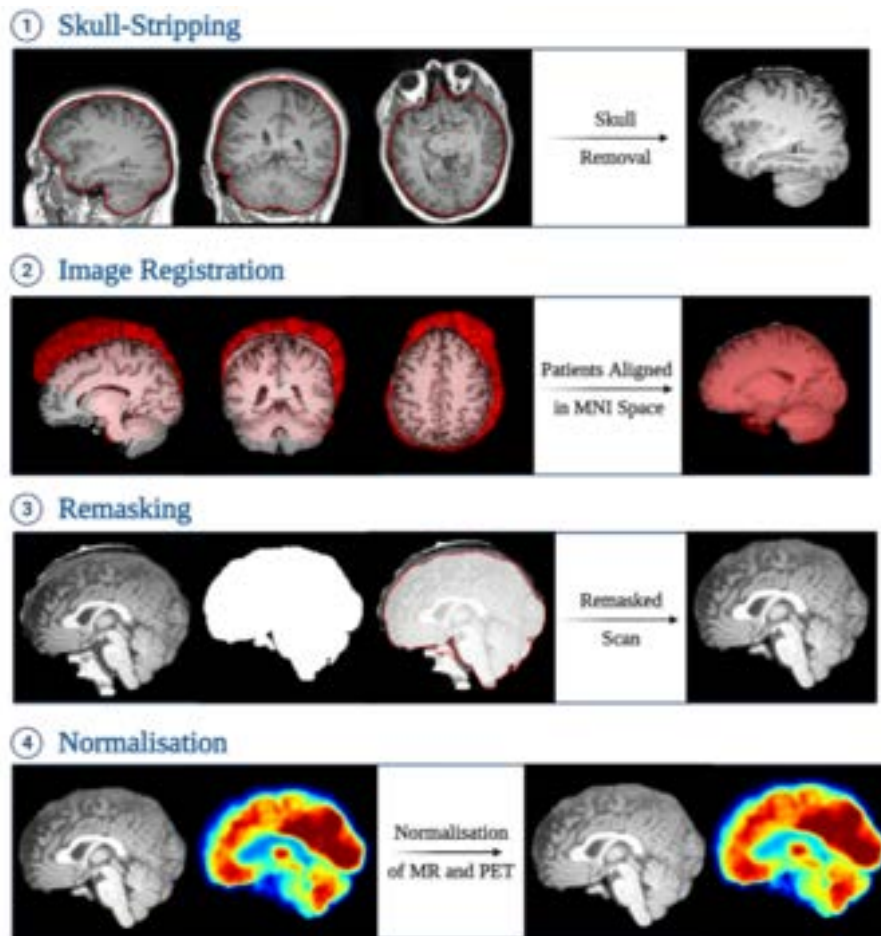 1 Skull-Stripping
Skull
Removal
2 Image Registration
Patients Aligned
in MNI Space
3 Remasking
Remasked
Scan
4 Normalisation
Normalisation
of MR and PET